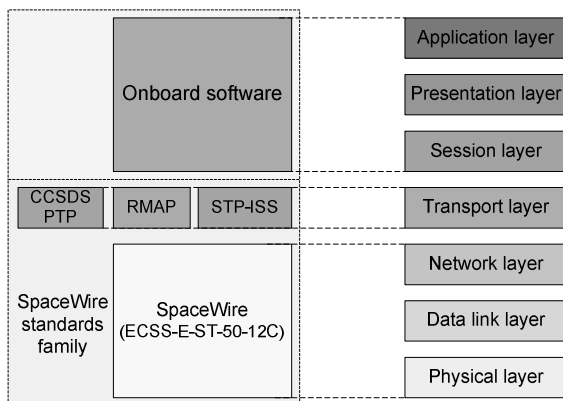 Onboard software
CCSDS
PTP
RMAP
STP-ISS
SpaceWire
standards
family
SpaceWire
(ECSS-E-ST-50-12C)
Application layer
Presentation layer
Session layer
Transport layer
Network layer
Data link layer
Physical layer